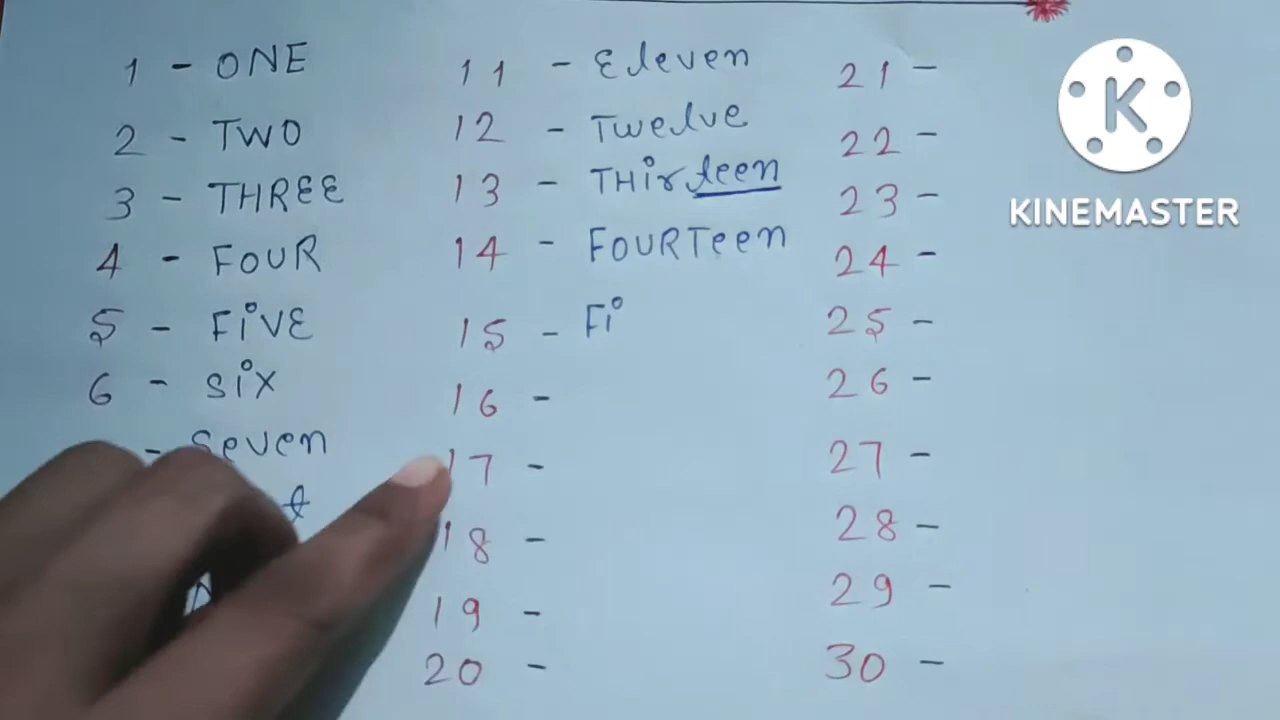 1 - ONE
2 - TWO
3 - THREE
4 - FOUR
5 - FiVE
6 - SiX
- Seven
11 - Eleven
12 - Twelve
13 - THirteen
14 - FOURTeen
15 - Fi
16 -
17 -
18 -
19 -
20 -
21 -
22 -
23 -
24 -
25 -
26 -
27 -
28 -
29 -
30 -
K
KINEMASTER